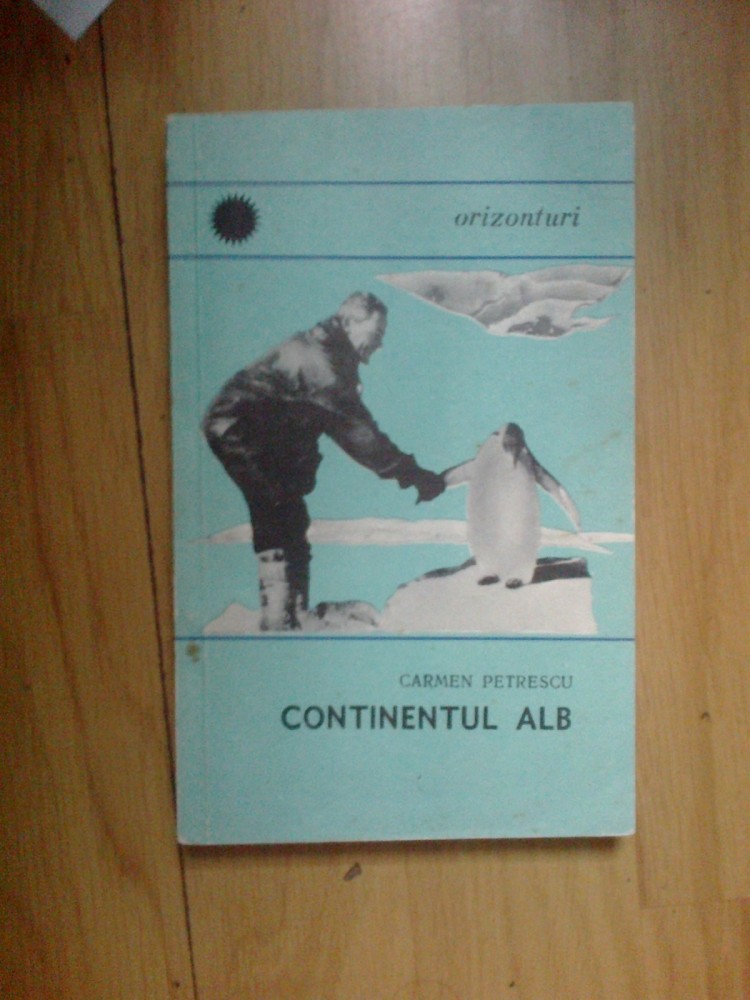 orizonturi
CARMEN PETRESCU
CONTINENTUL ALB